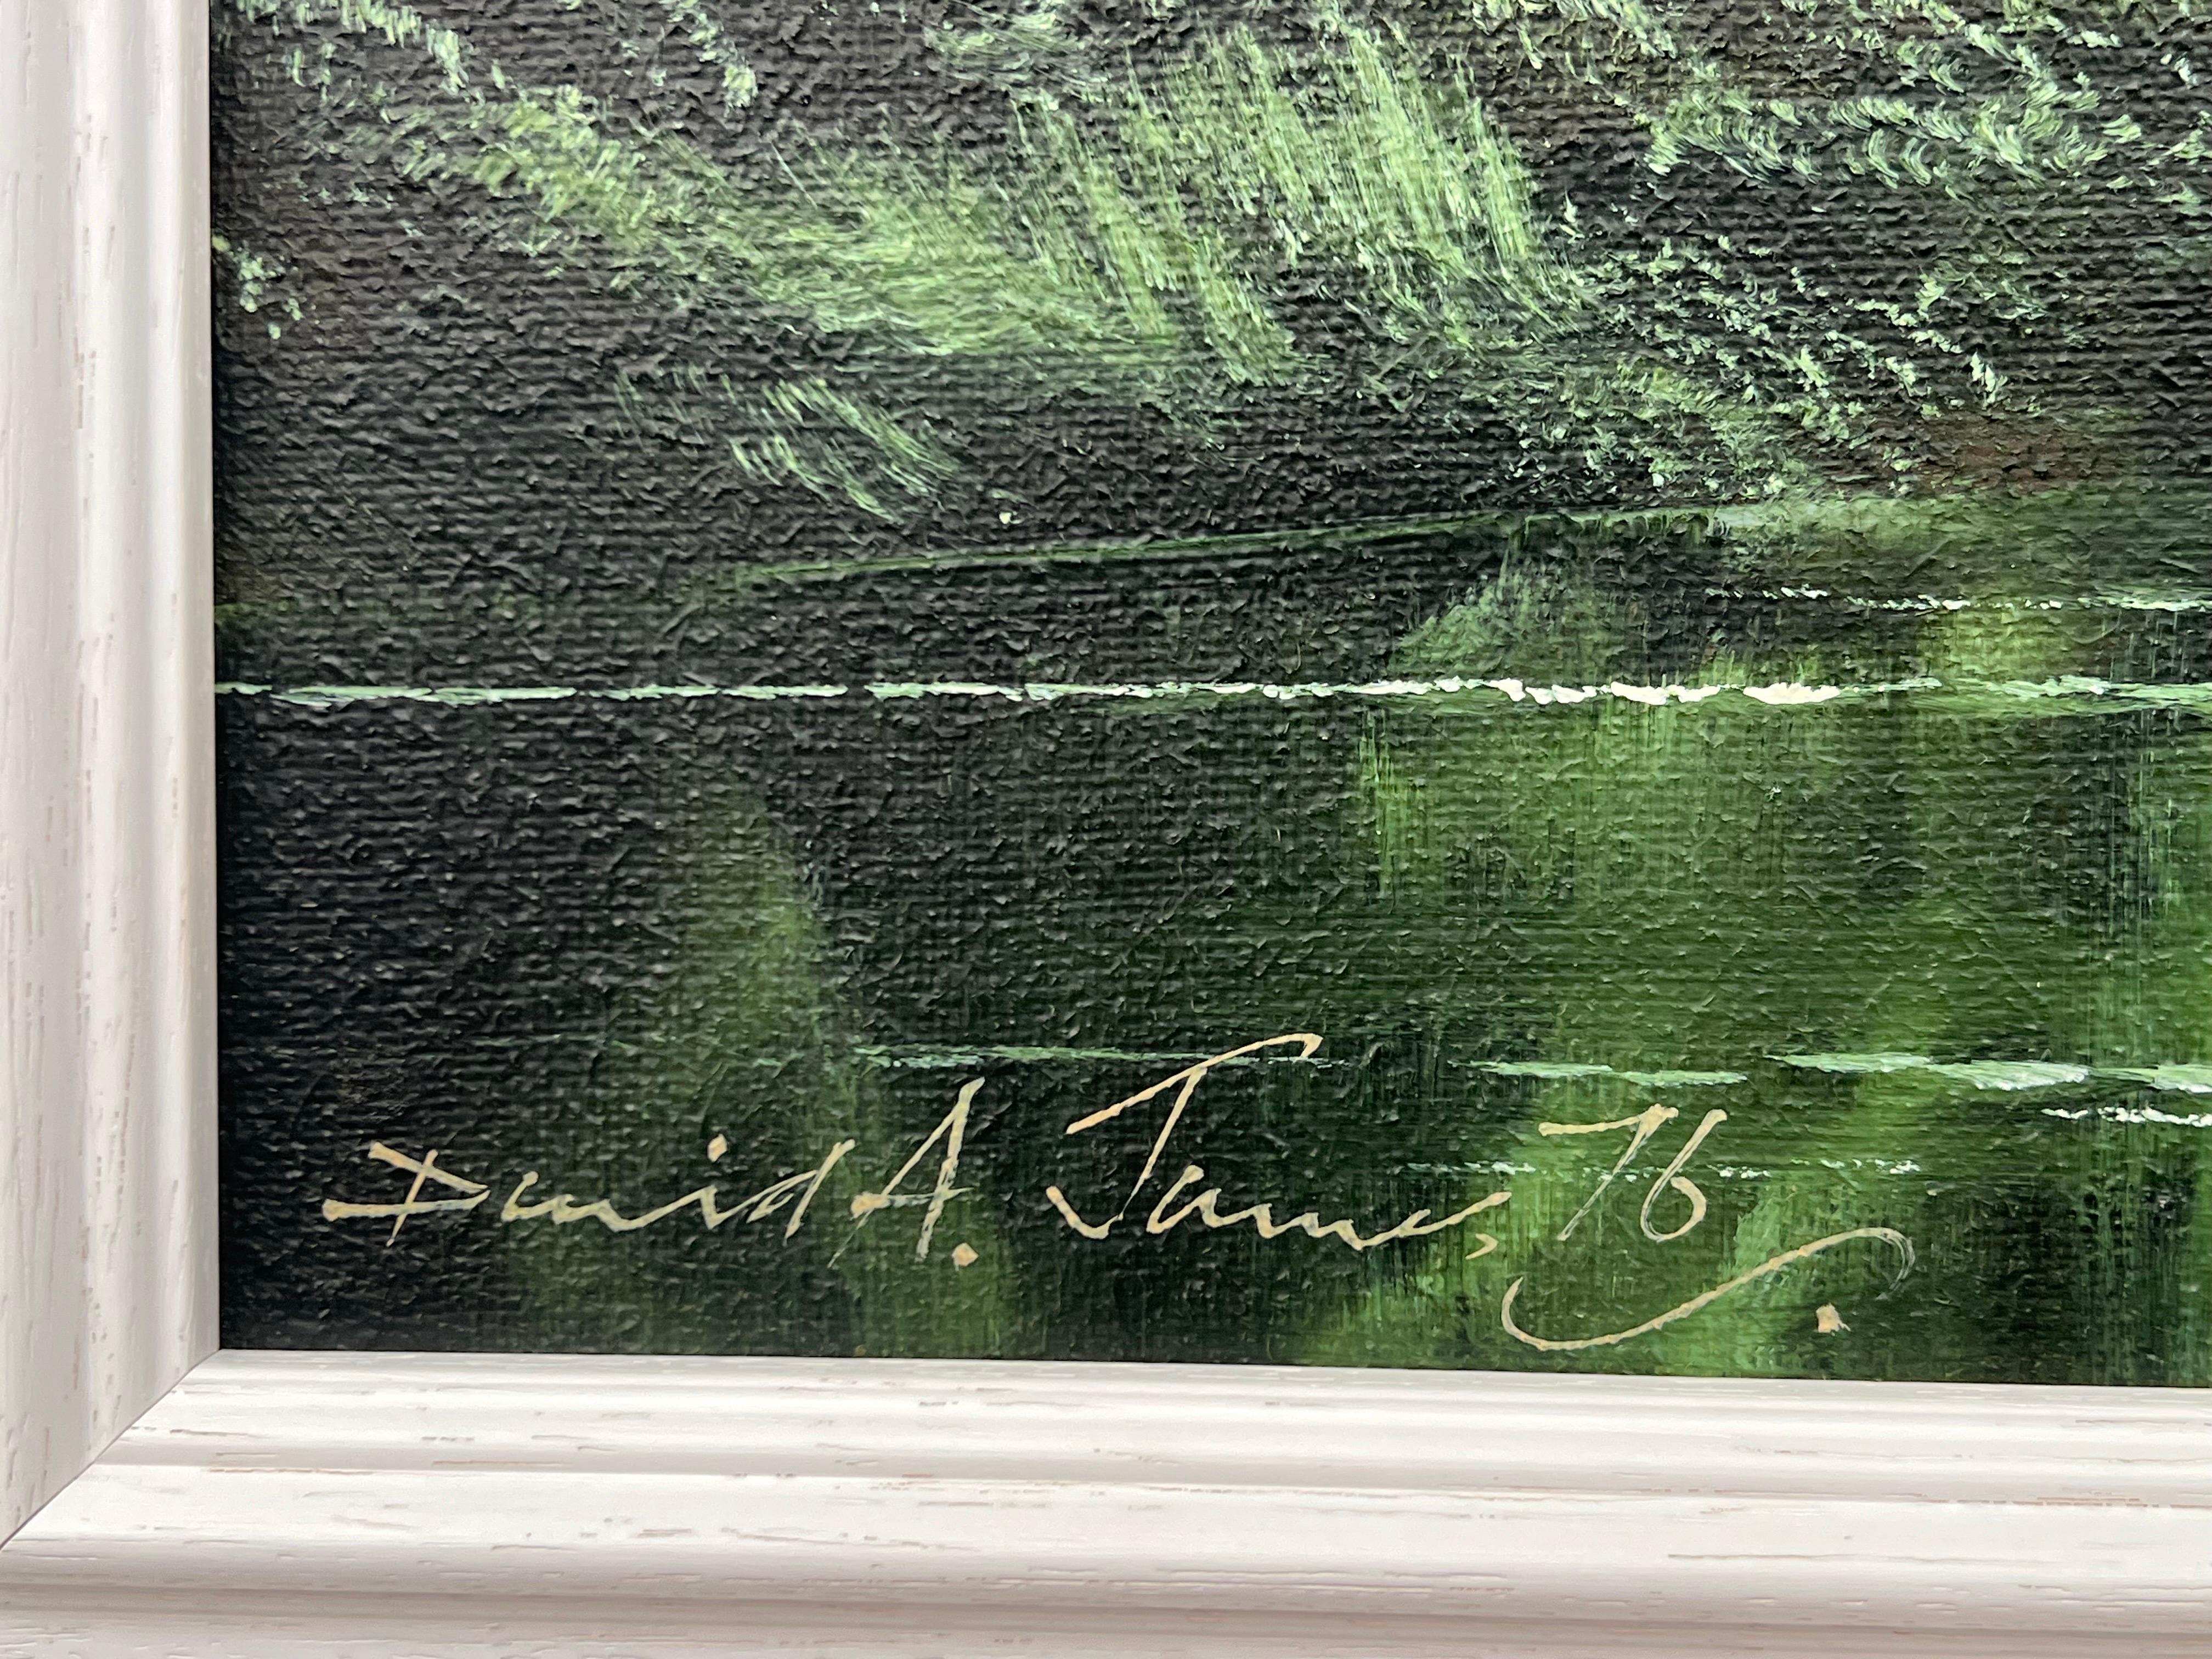 David A. James, 76.